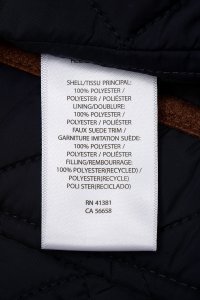 SHELL/TISSU PRINCIPAL:
100% POLYESTER /
POLYESTER / POLIÉSTER
LINING/DOUBLURE:
100% POLYESTER /
POLYESTER / POLIÉSTER
FAUX SUEDE TRIM /
GARNITURE IMITATION SUÈDE:
100% POLYESTER /
POLYESTER / POLIÉSTER
FILLING/REMBOURRAGE:
100% POLYESTER(RECYCLED) /
POLYESTER(RECYCLE) /
POLI STER(RECICLADO)
RN 41381
CA 56658